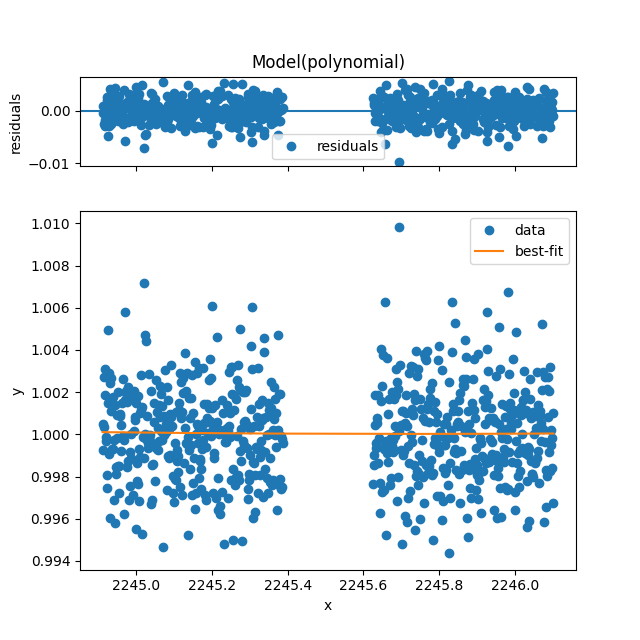 Model(polynomial)
residuals
0.00
−0.01
residuals
1.010
1.008
1.006
1.004
1.002
1.000
0.998
0.996
0.994
y
data
best-fit
2245.0 2245.2 2245.4 2245.6 2245.8 2246.0
x